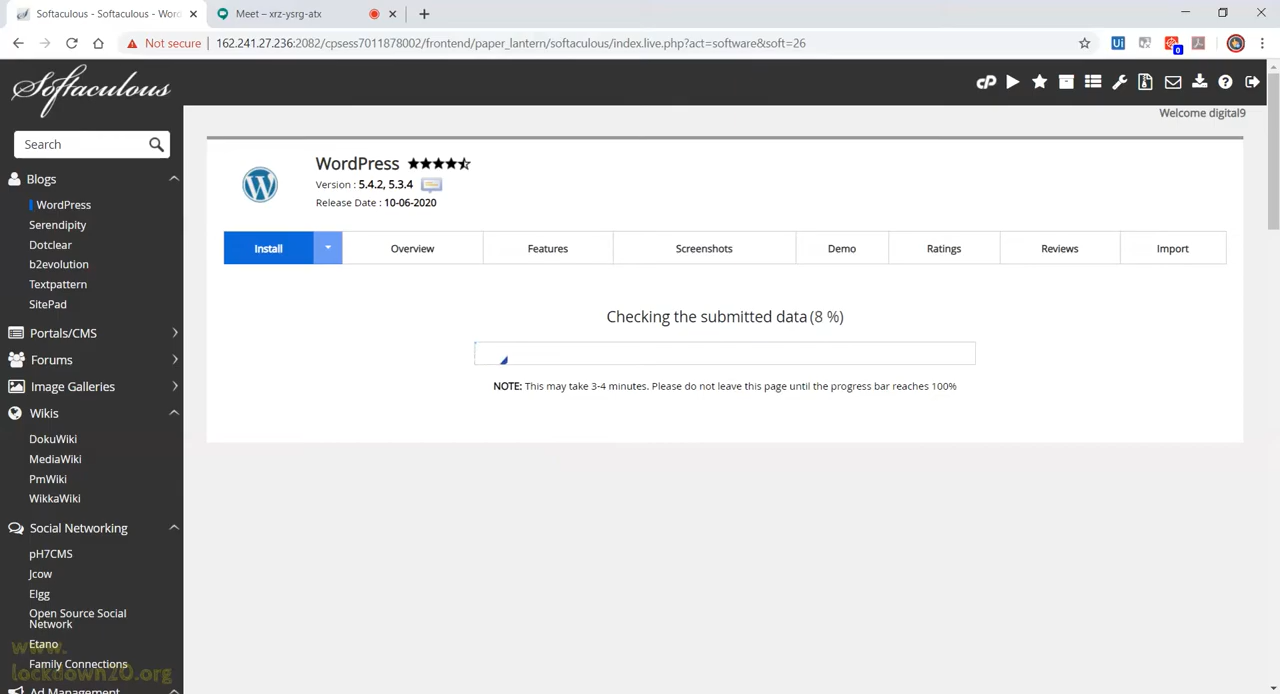 Softaculous - Softaculous - Wor
Meet – xrz-ysrg-atx
Not secure
162.241.27.236:2082/cpsess7011878002/frontend/paper_lantern/softaculous/index.live.php?act=software&soft=26
Softaculous
Welcome digital9
Search
Blogs
WordPress
Serendipity
Dotclear
b2evolution
Textpattern
SitePad
Portals/CMS
Forums
Image Galleries
Wikis
DokuWiki
MediaWiki
PmWiki
WikkaWiki
Social Networking
pH7CMS
Jcow
Elgg
Open Source Social
Network
Etano
Family Connections
Ad Management
WordPress
Version : 5.4.2, 5.3.4
Release Date : 10-06-2020
Install
Overview
Features
Screenshots
Demo
Ratings
Reviews
Import
Checking the submitted data (8 %)
NOTE: This may take 3-4 minutes. Please do not leave this page until the progress bar reaches 100%
www.
lockdown20.org